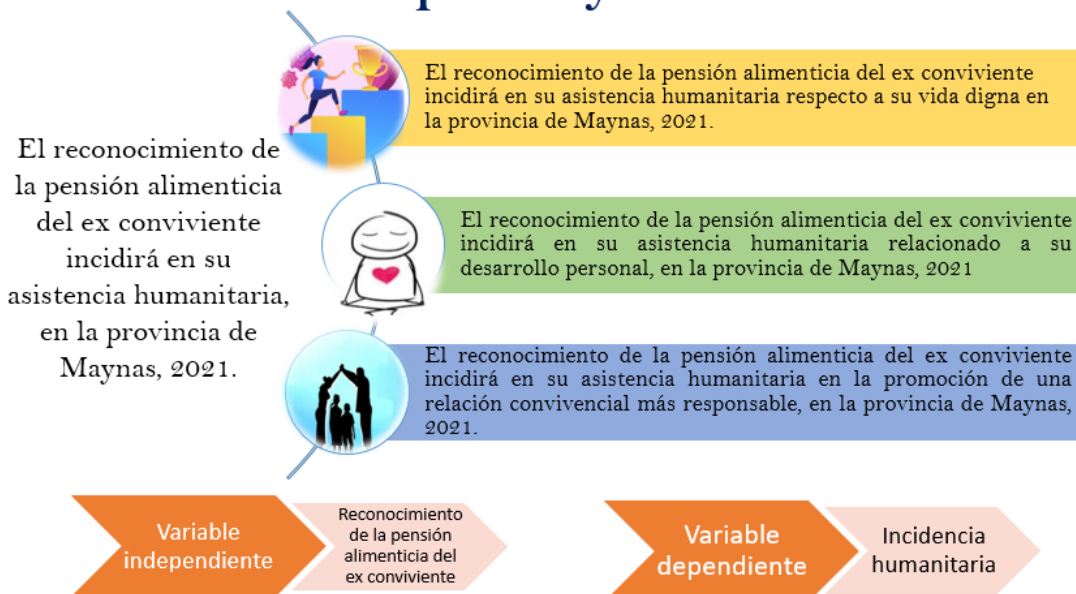 El reconocimiento de
la pensión alimenticia
del ex conviviente
incidirá en su
asistencia humanitaria,
en la provincia de
Maynas, 2021.
El reconocimiento de la pensión alimenticia del ex conviviente
incidirá en su asistencia humanitaria respecto a su vida digna en
la provincia de Maynas, 2021.
El reconocimiento de la pensión alimenticia del ex conviviente
incidirá en su asistencia humanitaria relacionado a su
desarrollo personal, en la provincia de Maynas, 2021
El reconocimiento de la pensión alimenticia del ex conviviente
incidirá en su asistencia humanitaria en la promoción de una
relación convivencial más responsable, en la provincia de Maynas,
2021.
Variable
independiente
Reconocimiento
de la pensión
alimenticia del
ex conviviente
Variable
dependiente
Incidencia
humanitaria